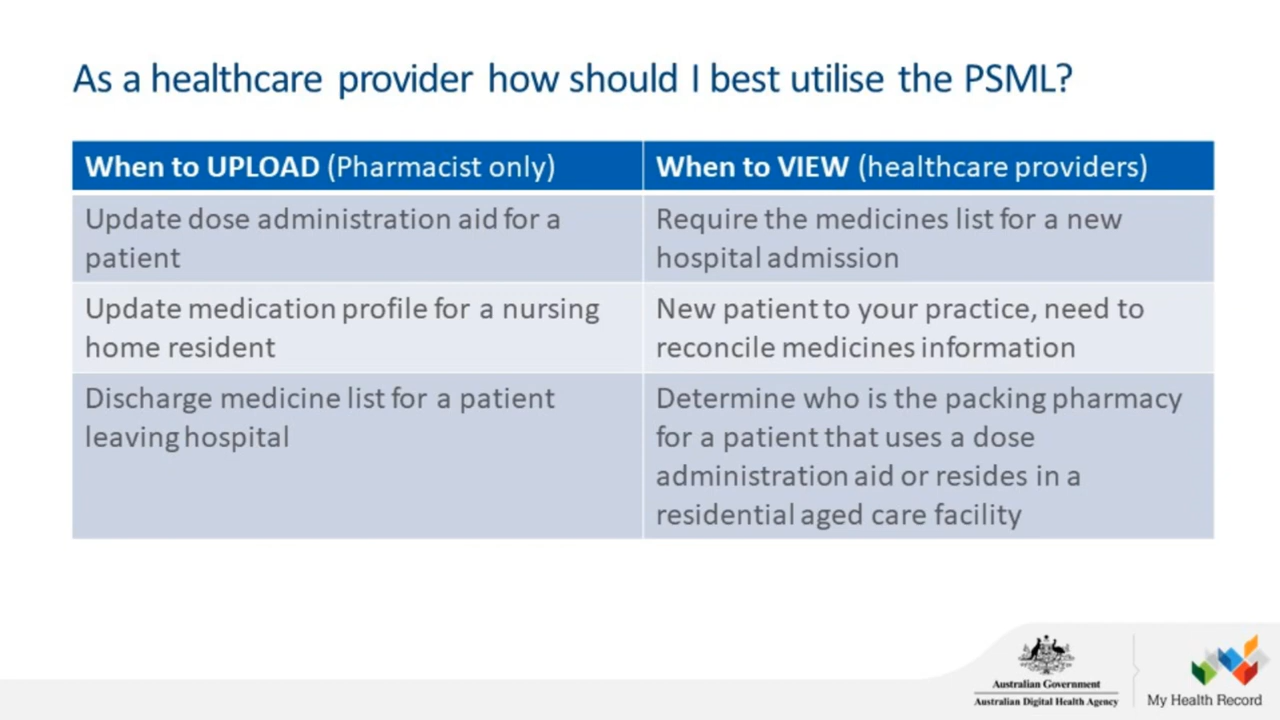 As a healthcare provider how should I best utilise the PSML?
When to UPLOAD (Pharmacist only)
When to VIEW (healthcare providers)
Update dose administration aid for a
patient
Require the medicines list for a new
hospital admission
Update medication profile for a nursing
home resident
New patient to your practice, need to
reconcile medicines information
Discharge medicine list for a patient
leaving hospital
Determine who is the packing pharmacy
for a patient that uses a dose
administration aid or resides in a
residential aged care facility
Australian Government
Australian Digital Health Agency
My Health Record